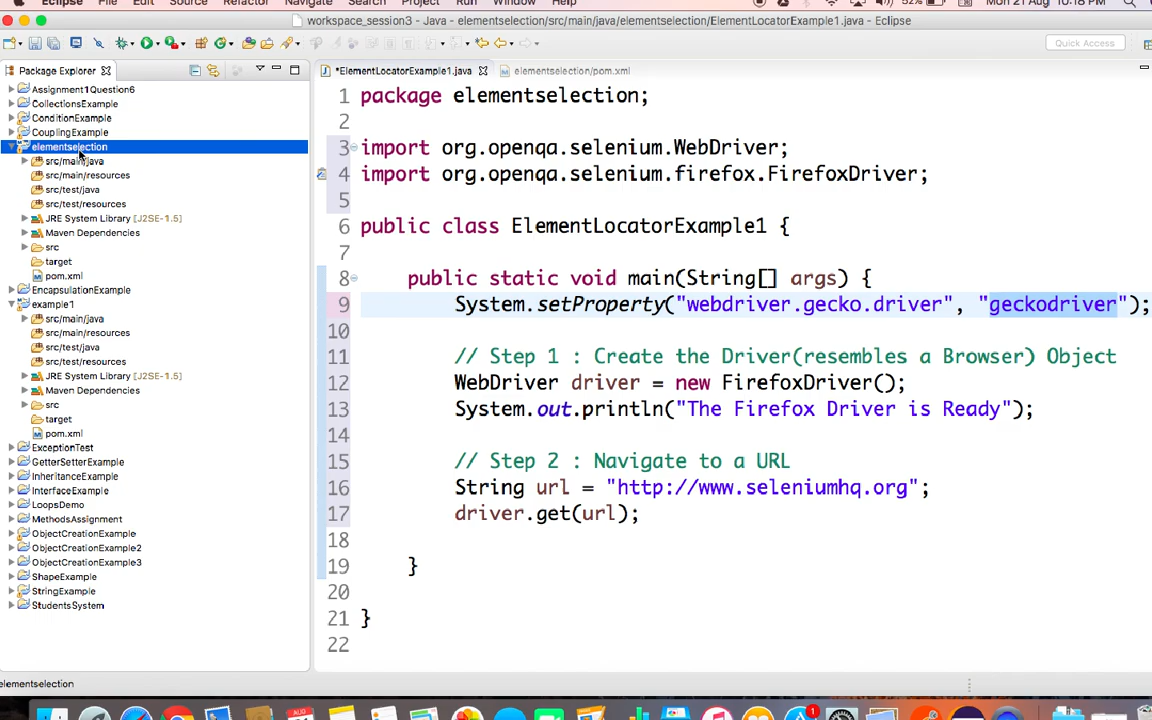 Eclipse File Edit Source Refactor Navigate Search Project Run Window Help 52% Mon 21 Aug 10:18 PM
workspace_session3 - Java - elementselection/src/main/java/elementselection/ElementLocatorExample1.java - Eclipse
Quick Access
Package Explorer
*ElementLocatorExample1.java
elementselection/pom.xml
Assignment1Question6
CollectionsExample
ConditionExample
CouplingExample
elementselection
src/main/java
src/main/resources
src/test/java
src/test/resources
JRE System Library [J2SE-1.5]
Maven Dependencies
src
target
pom.xml
EncapsulationExample
example1
src/main/java
src/main/resources
src/test/java
src/test/resources
JRE System Library [J2SE-1.5]
Maven Dependencies
src
target
pom.xml
ExceptionTest
GetterSetterExample
InheritanceExample
InterfaceExample
LoopsDemo
MethodsAssignment
ObjectCreationExample
ObjectCreationExample2
ObjectCreationExample3
ShapeExample
StringExample
StudentsSystem
1 package elementselection;
2
3 import org.openqa.selenium.WebDriver;
4 import org.openqa.selenium.firefox.FirefoxDriver;
5
6 public class ElementLocatorExample1 {
7
8 public static void main(String[] args) {
9 System.setProperty("webdriver.gecko.driver", "geckodriver");
10
11 // Step 1 : Create the Driver(resembles a Browser) Object
12 WebDriver driver = new FirefoxDriver();
13 System.out.println("The Firefox Driver is Ready");
14
15 // Step 2 : Navigate to a URL
16 String url = "http://www.seleniumhq.org";
17 driver.get(url);
18
19 }
20
21 }
22
elementselection
1